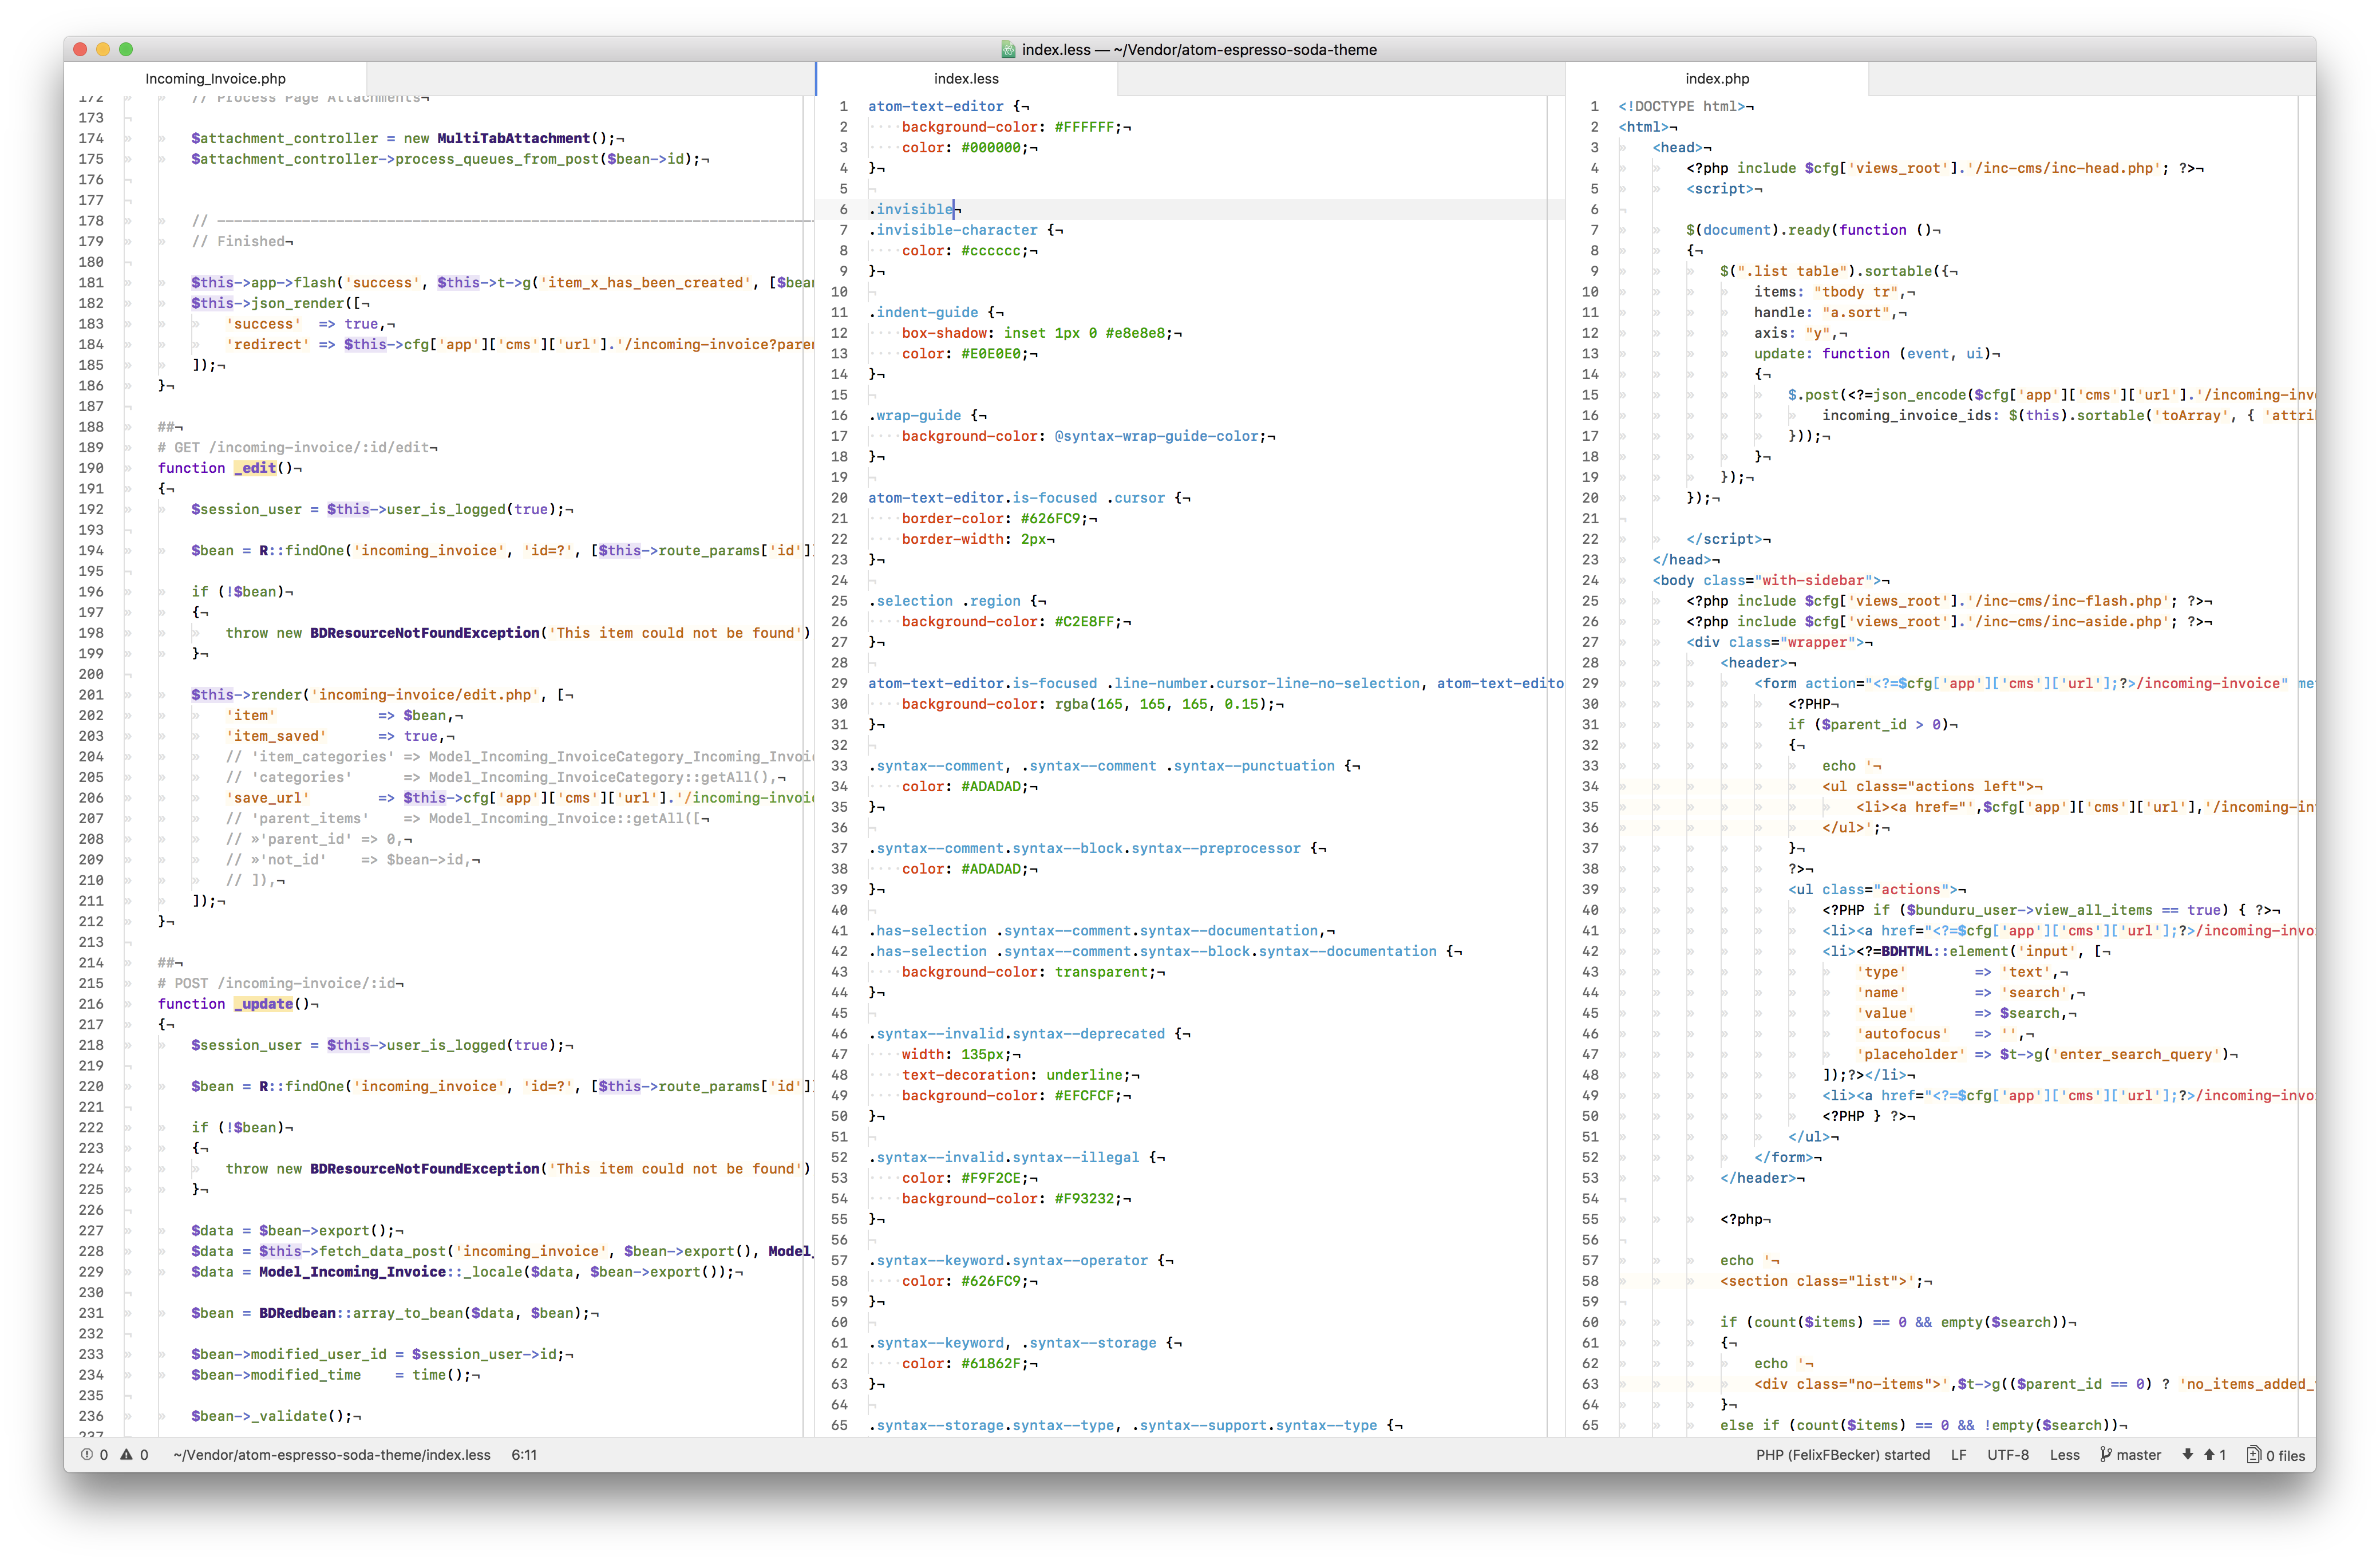 index.less — ~/Vendor/atom-espresso-soda-theme
Incoming_Invoice.php
172 » » // Process Page Attachments¬
173 ¬
174 » » $attachment_controller = new MultiTabAttachment();¬
175 » » $attachment_controller->process_queues_from_post($bean->id);¬
176 ¬
177 ¬
178 » » // ----------------------------------------------------------------------
179 » » // Finished¬
180 ¬
181 » » $this->app->flash('success', $this->t->g('item_x_has_been_created', [$bean
182 » » $this->json_render([¬
183 » » » 'success' => true,¬
184 » » » 'redirect' => $this->cfg['app']['cms']['url'].'/incoming-invoice?paren
185 » » ]);¬
186 » }¬
187 ¬
188 » ##¬
189 » # GET /incoming-invoice/:id/edit¬
190 » function _edit()¬
191 » {¬
192 » » $session_user = $this->user_is_logged(true);¬
193 ¬
194 » » $bean = R::findOne('incoming_invoice', 'id=?', [$this->route_params['id']]
195 ¬
196 » » if (!$bean)¬
197 » » {¬
198 » » » throw new BDResourceNotFoundException('This item could not be found')
199 » » }¬
200 ¬
201 » » $this->render('incoming-invoice/edit.php', [¬
202 » » » 'item' => $bean,¬
203 » » » 'item_saved' => true,¬
204 » » » // 'item_categories' => Model_Incoming_InvoiceCategory_Incoming_Invoi
205 » » » // 'categories' => Model_Incoming_InvoiceCategory::getAll(),¬
206 » » » 'save_url' => $this->cfg['app']['cms']['url'].'/incoming-invoi
207 » » » // 'parent_items' => Model_Incoming_Invoice::getAll([¬
208 » » » // »'parent_id' => 0,¬
209 » » » // »'not_id' => $bean->id,¬
210 » » » // ]),¬
211 » » ]);¬
212 » }¬
213 ¬
214 » ##¬
215 » # POST /incoming-invoice/:id¬
216 » function _update()¬
217 » {¬
218 » » $session_user = $this->user_is_logged(true);¬
219 ¬
220 » » $bean = R::findOne('incoming_invoice', 'id=?', [$this->route_params['id']]
221 ¬
222 » » if (!$bean)¬
223 » » {¬
224 » » » throw new BDResourceNotFoundException('This item could not be found')
225 » » }¬
226 ¬
227 » » $data = $bean->export();¬
228 » » $data = $this->fetch_data_post('incoming_invoice', $bean->export(), Model_
229 » » $data = Model_Incoming_Invoice::_locale($data, $bean->export());¬
230 ¬
231 » » $bean = BDRedbean::array_to_bean($data, $bean);¬
232 ¬
233 » » $bean->modified_user_id = $session_user->id;¬
234 » » $bean->modified_time = time();¬
235 ¬
236 » » $bean->_validate();¬
237
index.less
1 atom-text-editor {¬
2 ····background-color: #FFFFFF;¬
3 ····color: #000000;¬
4 }¬
5 ¬
6 .invisible¬
7 .invisible-character {¬
8 ····color: #cccccc;¬
9 }¬
10 ¬
11 .indent-guide {¬
12 ····box-shadow: inset 1px 0 #e8e8e8;¬
13 ····color: #E0E0E0;¬
14 }¬
15 ¬
16 .wrap-guide {¬
17 ····background-color: @syntax-wrap-guide-color;¬
18 }¬
19 ¬
20 atom-text-editor.is-focused .cursor {¬
21 ····border-color: #626FC9;¬
22 ····border-width: 2px¬
23 }¬
24 ¬
25 .selection .region {¬
26 ····background-color: #C2E8FF;¬
27 }¬
28 ¬
29 atom-text-editor.is-focused .line-number.cursor-line-no-selection, atom-text-edito
30 ····background-color: rgba(165, 165, 165, 0.15);¬
31 }¬
32 ¬
33 .syntax--comment, .syntax--comment .syntax--punctuation {¬
34 ····color: #ADADAD;¬
35 }¬
36 ¬
37 .syntax--comment.syntax--block.syntax--preprocessor {¬
38 ····color: #ADADAD;¬
39 }¬
40 ¬
41 .has-selection .syntax--comment.syntax--documentation,¬
42 .has-selection .syntax--comment.syntax--block.syntax--documentation {¬
43 ····background-color: transparent;¬
44 }¬
45 ¬
46 .syntax--invalid.syntax--deprecated {¬
47 ····width: 135px;¬
48 ····text-decoration: underline;¬
49 ····background-color: #EFCFCF;¬
50 }¬
51 ¬
52 .syntax--invalid.syntax--illegal {¬
53 ····color: #F9F2CE;¬
54 ····background-color: #F93232;¬
55 }¬
56 ¬
57 .syntax--keyword.syntax--operator {¬
58 ····color: #626FC9;¬
59 }¬
60 ¬
61 .syntax--keyword, .syntax--storage {¬
62 ····color: #61862F;¬
63 }¬
64 ¬
65 .syntax--storage.syntax--type, .syntax--support.syntax--type {¬
index.php
1 <!DOCTYPE html>¬
2 <html>¬
3 » <head>¬
4 » » <?php include $cfg['views_root'].'/inc-cms/inc-head.php'; ?>¬
5 » » <script>¬
6 ¬
7 » » $(document).ready(function ()¬
8 » » {¬
9 » » » $(".list table").sortable({¬
10 » » » » items: "tbody tr",¬
11 » » » » handle: "a.sort",¬
12 » » » » axis: "y",¬
13 » » » » update: function (event, ui)¬
14 » » » » {¬
15 » » » » » $.post(<?=json_encode($cfg['app']['cms']['url'].'/incoming-inv
16 » » » » » » incoming_invoice_ids: $(this).sortable('toArray', { 'attri
17 » » » » » }));¬
18 » » » » }¬
19 » » » });¬
20 » » });¬
21 ¬
22 » » </script>¬
23 » </head>¬
24 » <body class="with-sidebar">¬
25 » » <?php include $cfg['views_root'].'/inc-cms/inc-flash.php'; ?>¬
26 » » <?php include $cfg['views_root'].'/inc-cms/inc-aside.php'; ?>¬
27 » » <div class="wrapper">¬
28 » » » <header>¬
29 » » » » <form action="<?=$cfg['app']['cms']['url'];?>/incoming-invoice" me
30 » » » » » <?PHP¬
31 » » » » » if ($parent_id > 0)¬
32 » » » » » {¬
33 » » » » » » echo '¬
34 » » » » » » <ul class="actions left">¬
35 » » » » » » » <li><a href="',$cfg['app']['cms']['url'],'/incoming-in
36 » » » » » » </ul>';¬
37 » » » » » }¬
38 » » » » » ?>¬
39 » » » » » <ul class="actions">¬
40 » » » » » » <?PHP if ($bunduru_user->view_all_items == true) { ?>¬
41 » » » » » » <li><a href="<?=$cfg['app']['cms']['url'];?>/incoming-invo
42 » » » » » » <li><?=BDHTML::element('input', [¬
43 » » » » » » » 'type' => 'text',¬
44 » » » » » » » 'name' => 'search',¬
45 » » » » » » » 'value' => $search,¬
46 » » » » » » » 'autofocus' => '',¬
47 » » » » » » » 'placeholder' => $t->g('enter_search_query')¬
48 » » » » » » ]);?></li>¬
49 » » » » » » <li><a href="<?=$cfg['app']['cms']['url'];?>/incoming-invo
50 » » » » » » <?PHP } ?>¬
51 » » » » » </ul>¬
52 » » » » </form>¬
53 » » » </header>¬
54 ¬
55 » » » <?php¬
56 ¬
57 » » » echo '¬
58 » » » <section class="list">';¬
59 ¬
60 » » » if (count($items) == 0 && empty($search))¬
61 » » » {¬
62 » » » » echo '¬
63 » » » » <div class="no-items">',$t->g(($parent_id == 0) ? 'no_items_added_
64 » » » }¬
65 » » » else if (count($items) == 0 && !empty($search))¬
0 0 ~/Vendor/atom-espresso-soda-theme/index.less 6:11
PHP (FelixFBecker) started LF UTF-8 Less master 1 0 files